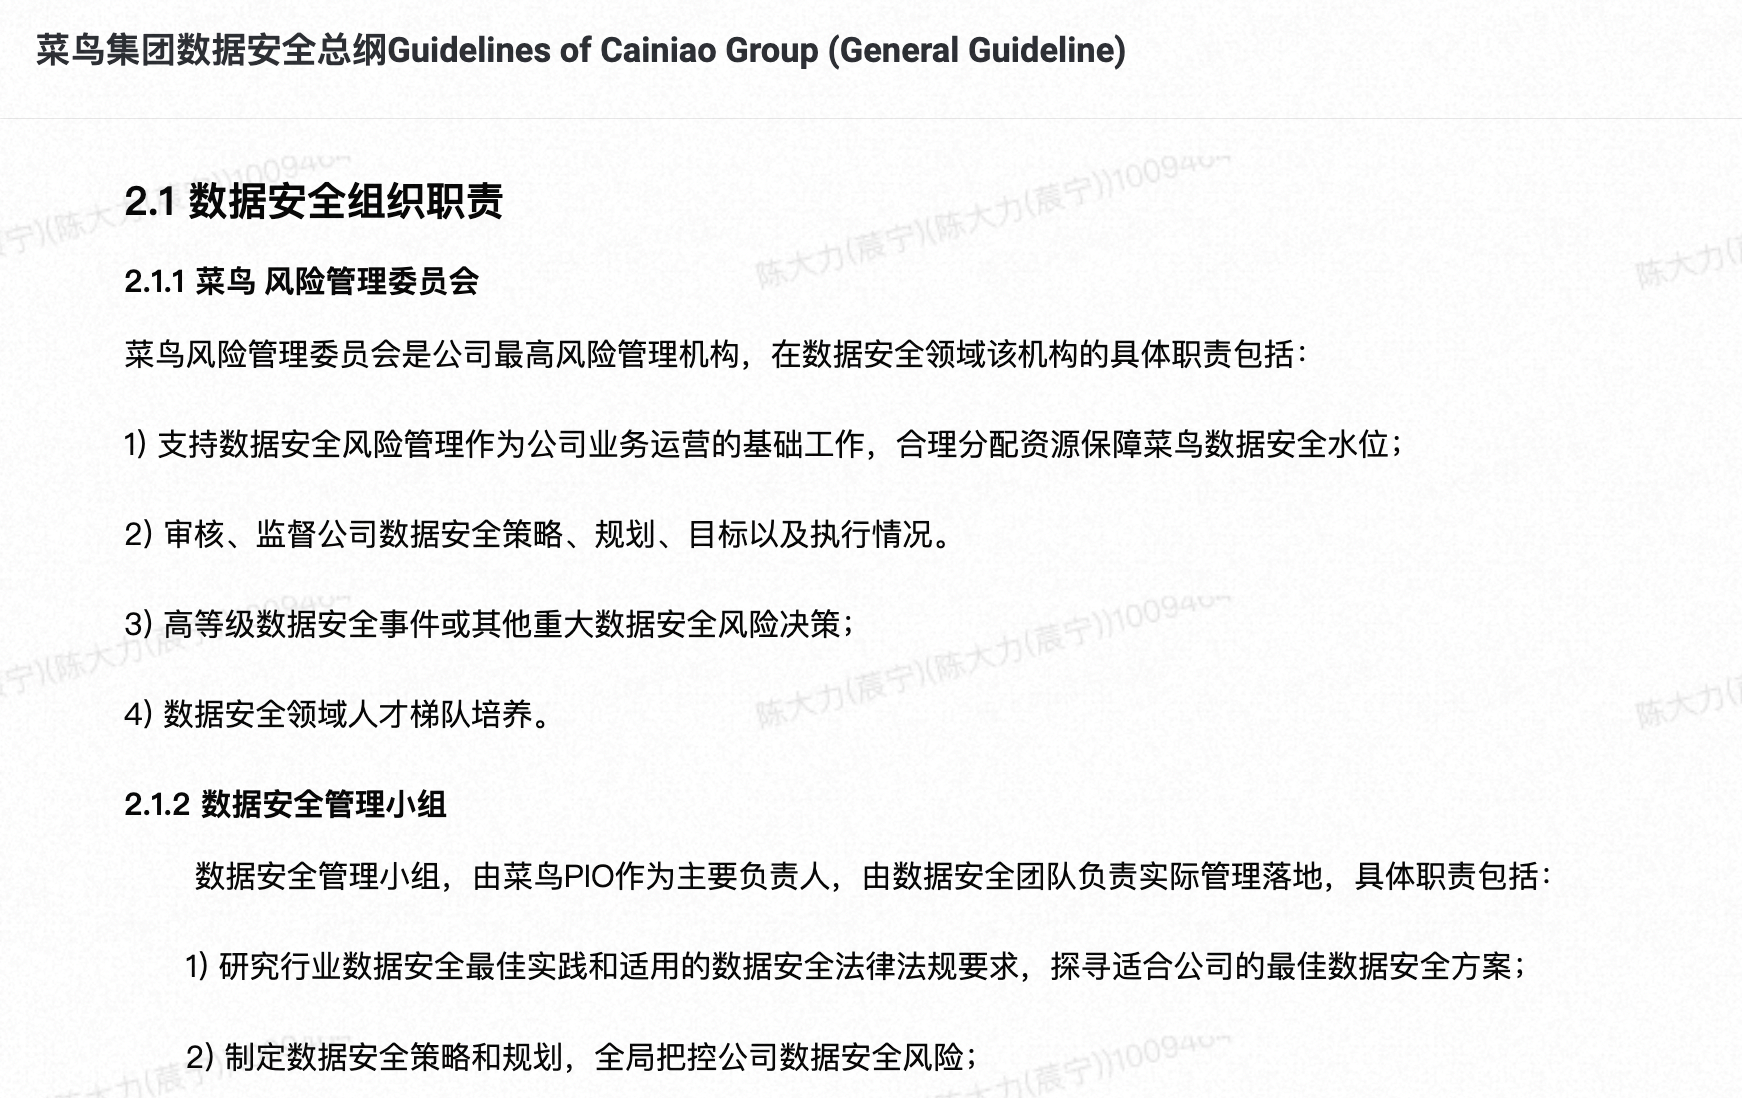 菜鸟集团数据安全总纲Guidelines of Cainiao Group (General Guideline)
2.1 数据安全组织职责
2.1.1 菜鸟 风险管理委员会
菜鸟风险管理委员会是公司最高风险管理机构，在数据安全领域该机构的具体职责包括：
1) 支持数据安全风险管理作为公司业务运营的基础工作，合理分配资源保障菜鸟数据安全水位；
2) 审核、监督公司数据安全策略、规划、目标以及执行情况。
3) 高等级数据安全事件或其他重大数据安全风险决策；
4) 数据安全领域人才梯队培养。
2.1.2 数据安全管理小组
数据安全管理小组，由菜鸟PIO作为主要负责人，由数据安全团队负责实际管理落地，具体职责包括：
1) 研究行业数据安全最佳实践和适用的数据安全法律法规要求，探寻适合公司的最佳数据安全方案；
2) 制定数据安全策略和规划，全局把控公司数据安全风险；